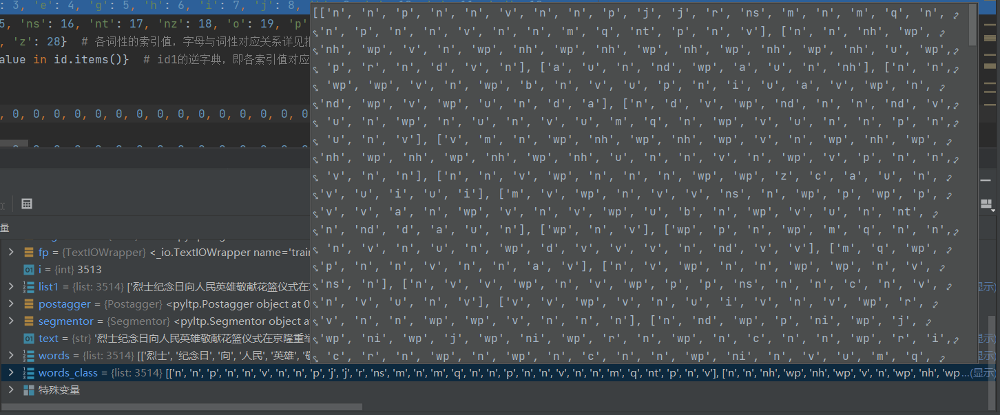 : 3, 'e': 4, 'g': 5, 'h': 6, 'i': 7, 'j': 8,
5, 'ns': 16, 'nt': 17, 'nz': 18, 'o': 19, 'p'
, 'z': 28}  # 各词性的索引值，字母与词性对应关系详见
alue in id.items()}  # id1的逆字典，即各索引值对应
, 0, 0, 0, 0, 0, 0, 0, 0, 0, 0, 0, 0, 0, 0, 0
[['n', 'n', 'p', 'n', 'n', 'v', 'n', 'n', 'p', 'j', 'j', 'r', 'ns', 'm', 'n', 'm', 'q', 'n',
'n', 'p', 'n', 'n', 'v', 'n', 'n', 'm', 'q', 'nt', 'p', 'n', 'v'], ['n', 'n', 'nh', 'wp',
'nh', 'wp', 'v', 'n', 'wp', 'nh', 'wp', 'nh', 'wp', 'nh', 'wp', 'nh', 'wp', 'nh', 'u', 'wp',
'p', 'r', 'n', 'd', 'v', 'n'], ['a', 'u', 'n', 'nd', 'wp', 'a', 'u', 'n', 'nh'], ['n', 'n',
'wp', 'wp', 'v', 'n', 'wp', 'b', 'n', 'v', 'u', 'p', 'n', 'i', 'u', 'a', 'v', 'wp', 'n',
'nd', 'wp', 'v', 'wp', 'u', 'n', 'd', 'a'], ['n', 'd', 'v', 'wp', 'nd', 'n', 'n', 'nd', 'v',
'u', 'n', 'wp', 'n', 'u', 'n', 'v', 'u', 'm', 'q', 'n', 'wp', 'v', 'u', 'n', 'n', 'p', 'n',
'u', 'n', 'v'], ['v', 'm', 'n', 'wp', 'nh', 'wp', 'nh', 'wp', 'v', 'n', 'wp', 'nh', 'wp',
'nh', 'wp', 'nh', 'wp', 'nh', 'wp', 'nh', 'u', 'n', 'n', 'v', 'n', 'wp', 'v', 'p', 'n', 'n',
'v', 'n', 'n'], ['n', 'n', 'v', 'wp', 'n', 'n', 'n', 'wp', 'wp', 'z', 'c', 'a', 'u', 'n',
'v', 'u', 'i', 'u', 'i'], ['m', 'v', 'wp', 'n', 'v', 'v', 'ns', 'n', 'wp', 'p', 'wp', 'p',
'v', 'v', 'a', 'n', 'wp', 'v', 'n', 'v', 'wp', 'u', 'b', 'n', 'wp', 'v', 'u', 'n', 'nt'
'n', 'nd', 'd', 'a', 'u', 'n'], ['wp', 'n', 'v'], ['wp', 'p', 'n', 'wp', 'm', 'q', 'n', 'n',
'n', 'v', 'n', 'u', 'n', 'wp', 'd', 'v', 'v', 'v', 'n', 'nd', 'v', 'v'], ['m', 'q', 'wp',
'p', 'n', 'n', 'v', 'n', 'n', 'a', 'v'], ['n', 'v', 'wp', 'n', 'n', 'wp', 'wp', 'n', 'v',
'ns', 'n'], ['n', 'v', 'v', 'wp', 'n', 'v', 'wp', 'p', 'p', 'ns', 'n', 'n', 'c', 'n', 'v',
'n', 'v', 'u', 'n', 'v'], ['v', 'v', 'wp', 'v', 'n', 'u', 'i', 'v', 'n', 'v', 'wp', 'r',
'v', 'n', 'n', 'wp', 'wp', 'v', 'n', 'n', 'n'], ['n', 'nd', 'wp', 'p', 'ni', 'wp', 'j',
'wp', 'ni', 'wp', 'j', 'wp', 'ni', 'wp', 'r', 'n', 'wp', 'n', 'c', 'n', 'n', 'wp', 'r', 'i',
'c', 'r', 'n', 'wp', 'n', 'wp', 'n', 'c', 'n', 'n', 'wp', 'ni', 'n', 'v', 'u', 'm', 'q',
量
fp = {TextIOWrapper} <_io.TextIOWrapper name='trai
i = {int} 3513
list1 = {list: 3514} ['烈士纪念日向人民英雄敬献花篮仪式在
显示)
postagger = {Postagger} <pyltp.Postagger object at 0
segmentor = {Segmentor} <pyltp.Segmentor object a
text = {str} '烈士纪念日向人民英雄敬献花篮仪式在京隆重举
显示)
words = {list: 3514} [['烈士', '纪念日', '向', '人民', '英雄', '
显示)
words_class = {list: 3514} [['n', 'n', 'p', 'n', 'n', 'v', 'n', 'n', 'p', 'j', 'j', 'r', 'ns', 'm', 'n', 'm', 'q', 'n', 'n', 'p', 'n', 'n', 'v', 'n', 'n', 'm', 'q', 'nt', 'p', 'n', 'v'], ['n', 'n', 'nh', 'wp', 'nh', 'wp', 'v', 'n', 'wp', 'nh', 'wp ...(显示)
特殊变量